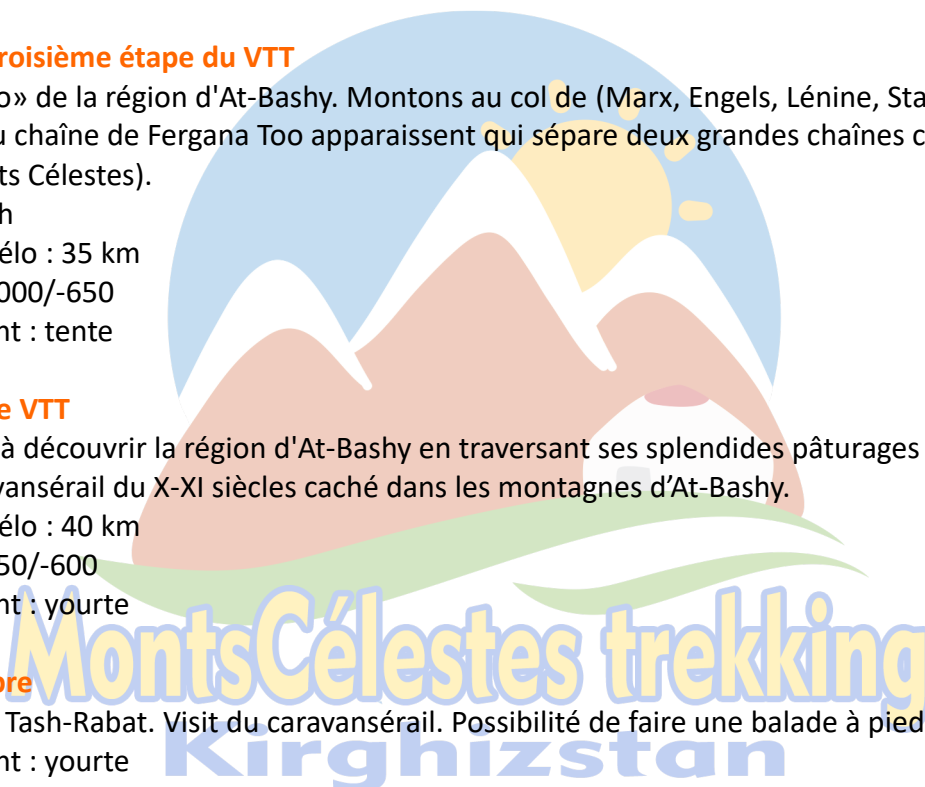 roisième étape du VTT
o» de la région d'At-Bashy. Montons au col de (Marx, Engels, Lénine, Sta
u chaîne de Fergana Too apparaissent qui sépare deux grandes chaînes c
ts Célestes).
h
élo : 35 km
000/-650
nt : tente
e VTT
à découvrir la région d'At-Bashy en traversant ses splendides pâturages
vansérail du X-XI siècles caché dans les montagnes d’At-Bashy.
élo : 40 km
50/-600
nt : yourte
MontsCélestes trekking
bre
Tash-Rabat. Visit du caravansérail. Possibilité de faire une balade à pied
nt : yourte
Kirghizstan